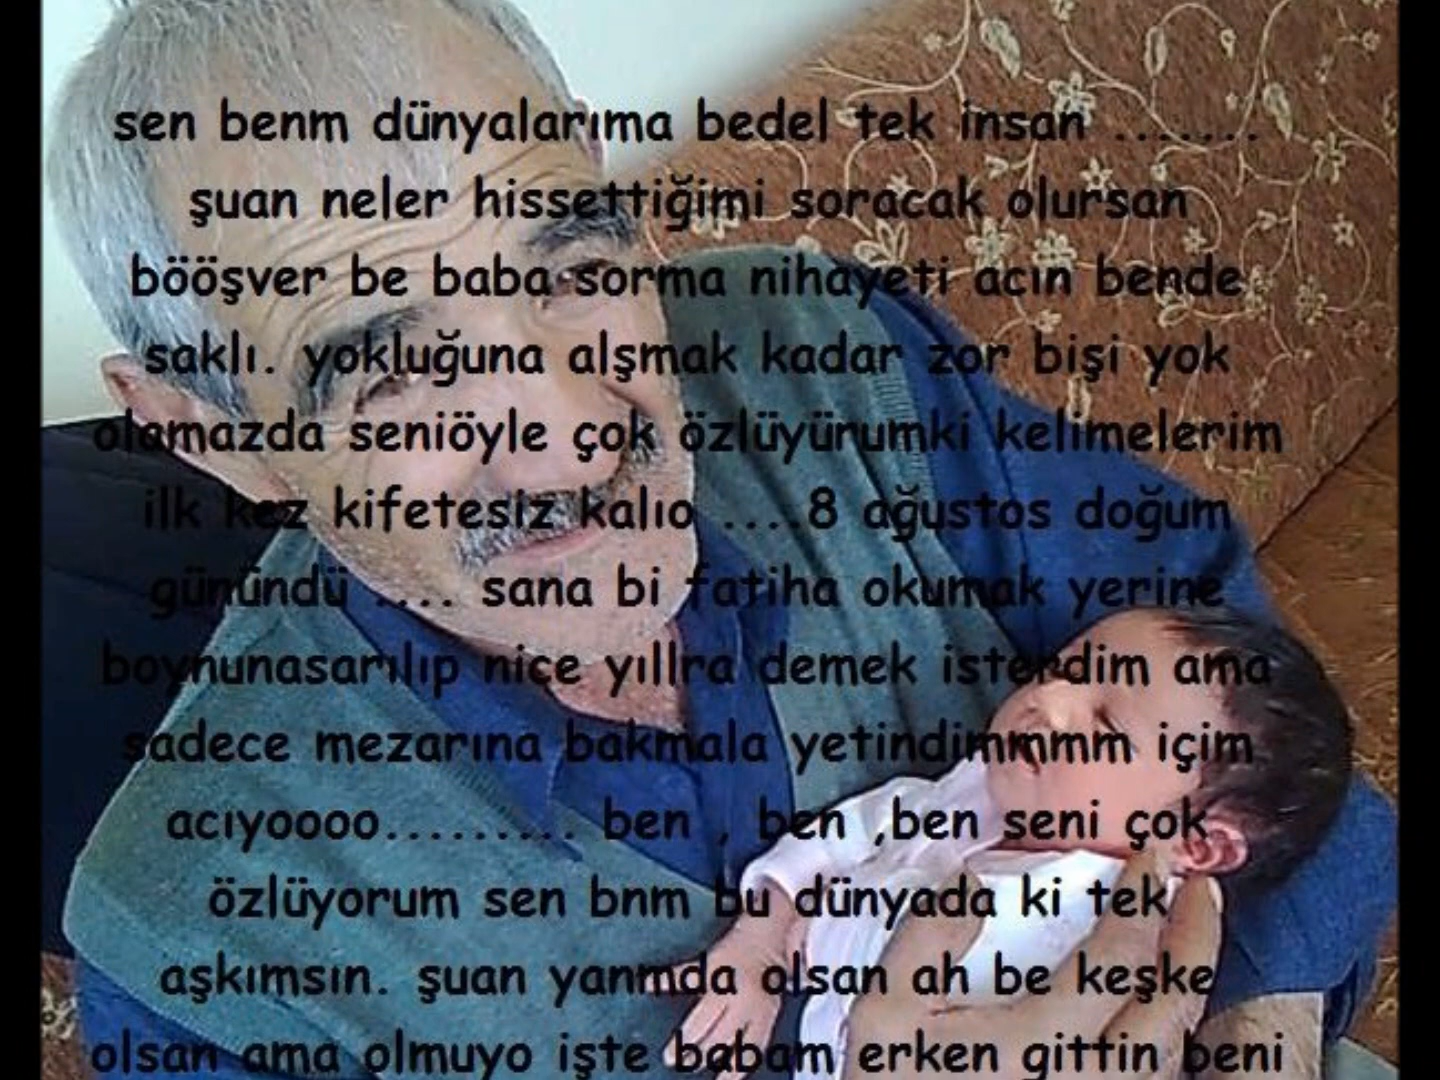 sen benm dünyalarıma bedel tek insan .......
şuan neler hissettiğimi soracak olursan
bööşver be baba sorma nihayeti acın bende
saklı. yokluğuna alşmak kadar zor bişi yok
olamazda seniöyle çok özlüyürumki kelimelerim
ilk kez kifetesiz kalıo ....8 ağustos doğum
günündü .... sana bi fatiha okumak yerine
boynunasarılıp nice yıllra demek isterdim ama
sadece mezarına bakmala yetindimmmm içim
acıyoooo......... ben , ben ,ben seni çok
özlüyorum sen bnm bu dünyada ki tek
aşkımsın. şuan yanmda olsan ah be keşke
olsan ama olmuyo işte babam erken gittin beni